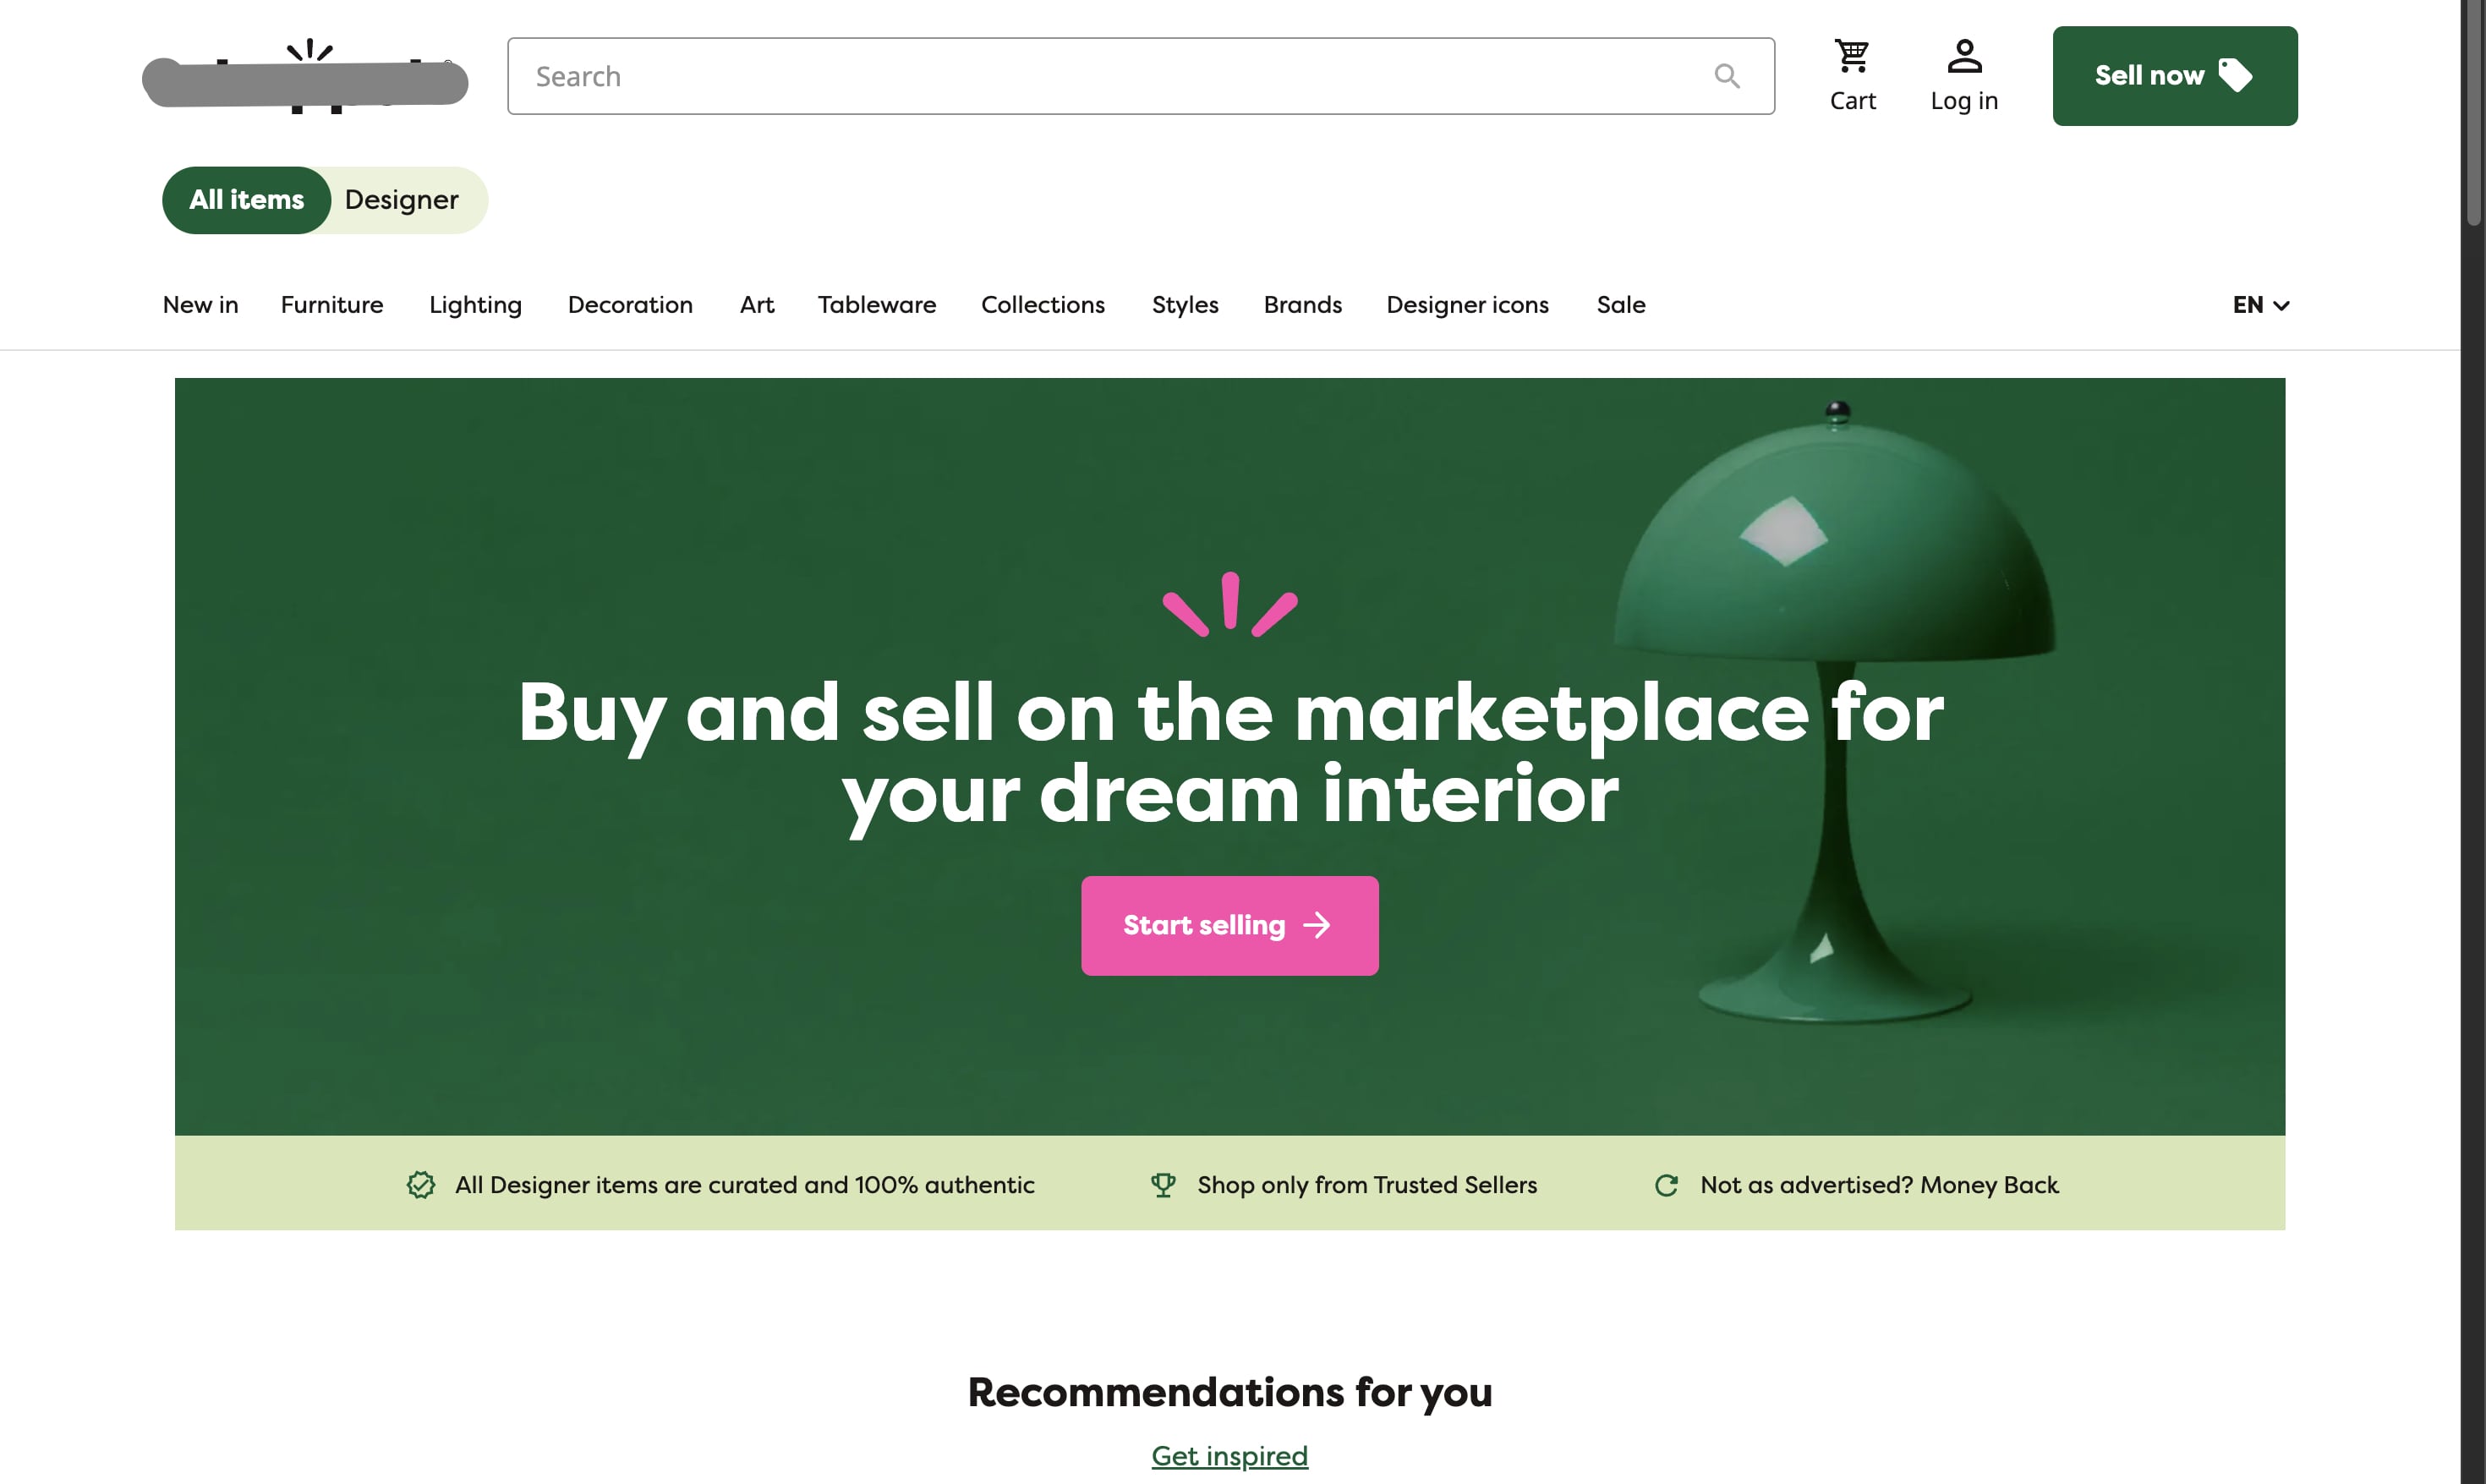 Search
Cart
Log in
Sell now
All items
Designer
New in
Furniture
Lighting
Decoration
Art
Tableware
Collections
Styles
Brands
Designer icons
Sale
EN
Buy and sell on the marketplace for
your dream interior
Start selling
All Designer items are curated and 100% authentic
Shop only from Trusted Sellers
Not as advertised? Money Back
Recommendations for you
Get inspired